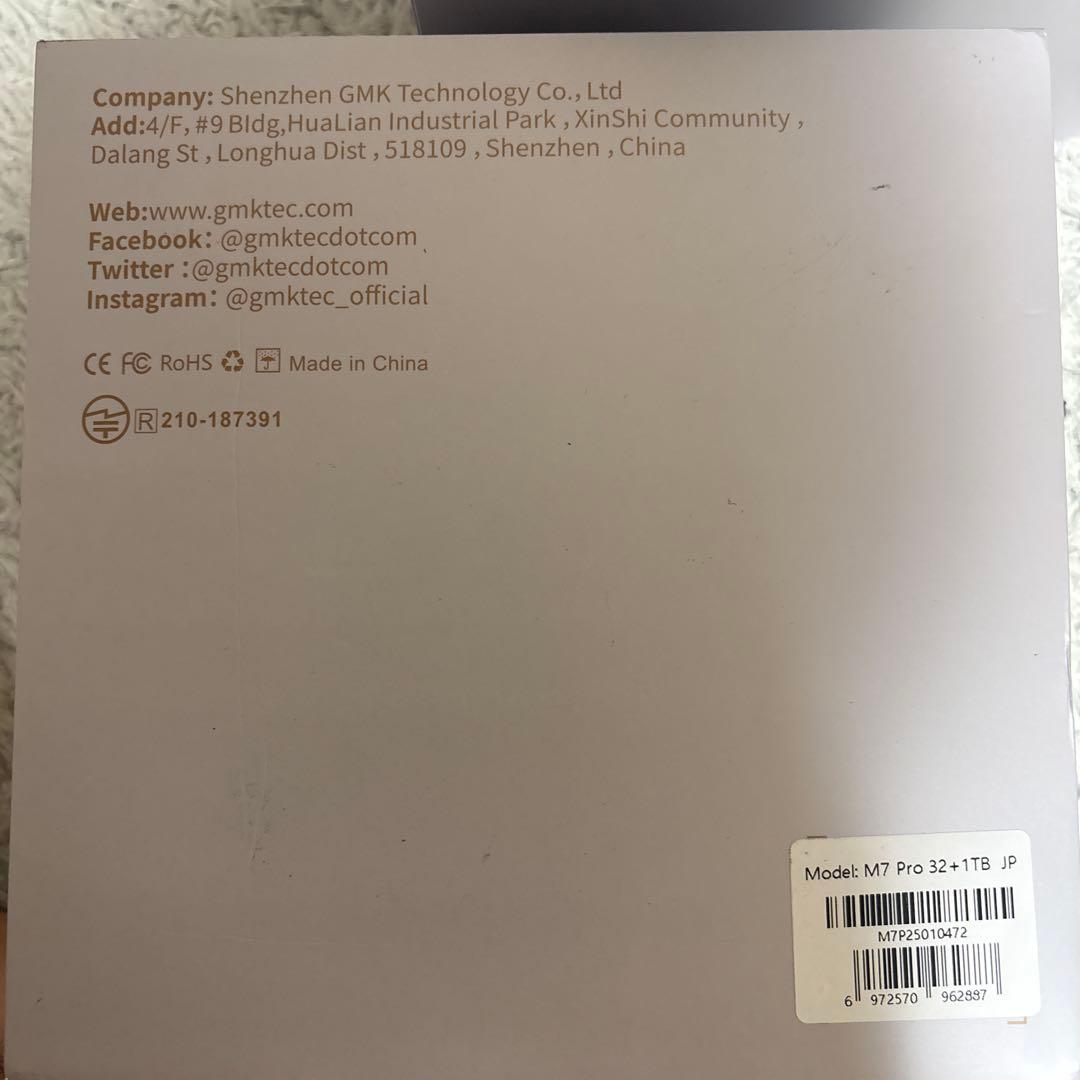 Company: Shenzhen GMK Technology Co., Ltd
Add:4/F, #9 Bldg,HuaLian Industrial Park , XinShi Community ,
Dalang St , Longhua Dist , 518109 , Shenzhen , China
Web:www.gmktec.com
Facebook: @gmktecdotcom
Twitter :@gmktecdotcom
Instagram: @gmktec_official
CE FC RoHS Made in China
R 210-187391
Model: M7 Pro 32+1TB JP
M7P25010472
6 972570 962887